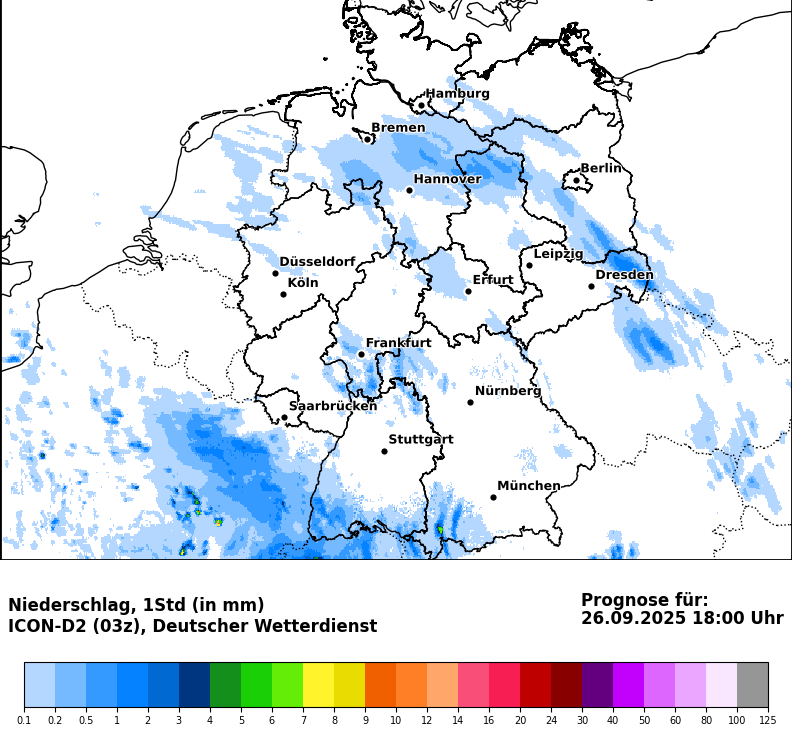 Hamburg
Bremen
Berlin
Hannover
Leipzig
Düsseldorf
Dresden
Köln
Erfurt
Frankfurt
Nürnberg
Saarbrücken
Stuttgart
München
Niederschlag, 1Std (in mm)
ICON-D2 (03z), Deutscher Wetterdienst
Prognose für:
26.09.2025 18:00 Uhr
0.1 0.2 0.5 1 2 3 4 5 6 7 8 9 10 12 14 16 20 24 30 40 50 60 80 100 125